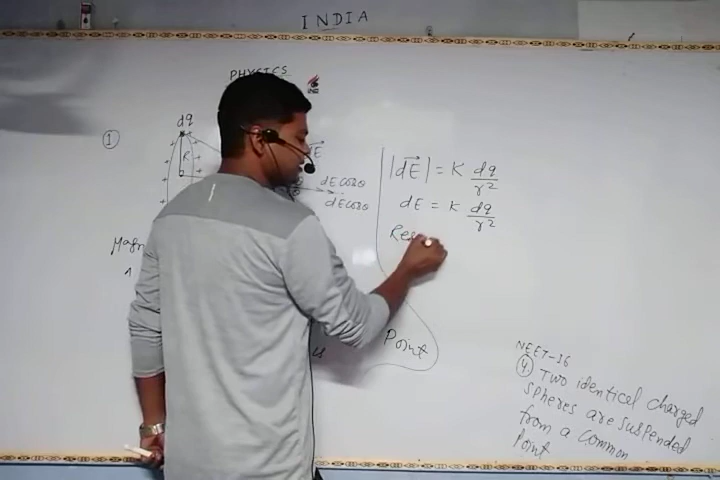 INDIA
PHYSICS
①
dq
R
dE cosθ
dE cosθ
|dE⃗| = K dq/r²
dE = K dq/r²
Res
Point
NEET-16
④ Two identical charged
spheres are suspended
from a common
Point